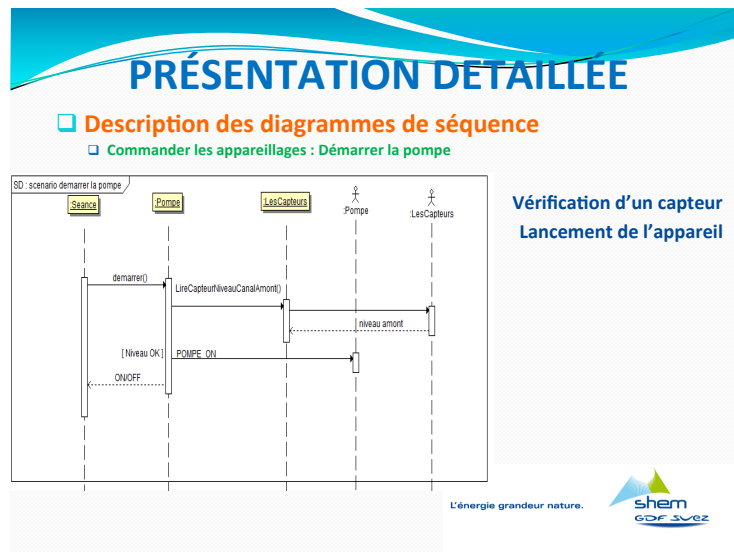 PRÉSENTATION DETAILLÉE
Description des diagrammes de séquence
Commander les appareillages : Démarrer la pompe
SD : scenario demarrer la pompe
:Seance
:Pompe
:LesCapteurs
:Pompe
:LesCapteurs
Vérification d'un capteur
Lancement de l'appareil
demarrer()
LireCapteurNiveauCanalAmont()
niveau amont
[ Niveau OK ]
POMPE_ON
ON/OFF
L'énergie grandeur nature.
shem
GDF SUEZ